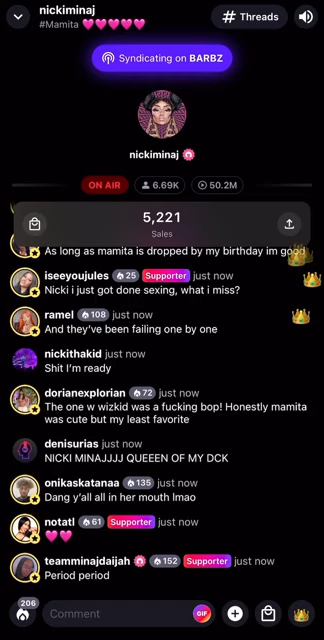 nickiminaj
#Mamita 💗💗💗💗💗
Threads
Syndicating on BARBZ
nickiminaj
ON AIR
6.69K
50.2M
5,221
Sales
As long as mamita is dropped by my birthday im good
iseeyoujules 25 Supporter just now
Nicki i just got done sexing, what i miss?
ramel 108 just now
And they've been failing one by one
nickithakid just now
Shit I'm ready
dorianexplorian 72 just now
The one w wizkid was a fucking bop! Honestly mamita
was cute but my least favorite
denisurias just now
NICKI MINAJJJJ QUEEEN OF MY DCK
onikaskatanaa 135 just now
Dang y'all all in her mouth lmao
notatl 61 Supporter just now
💗💗
teamminajdaijah 152 Supporter just now
Period period
206
Comment
GIF